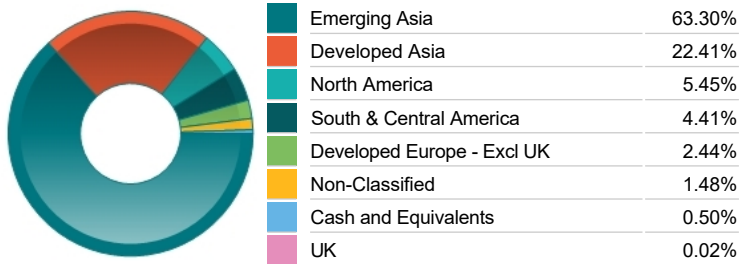 Emerging Asia 63.30%
Developed Asia 22.41%
North America 5.45%
South & Central America 4.41%
Developed Europe - Excl UK 2.44%
Non-Classified 1.48%
Cash and Equivalents 0.50%
UK 0.02%